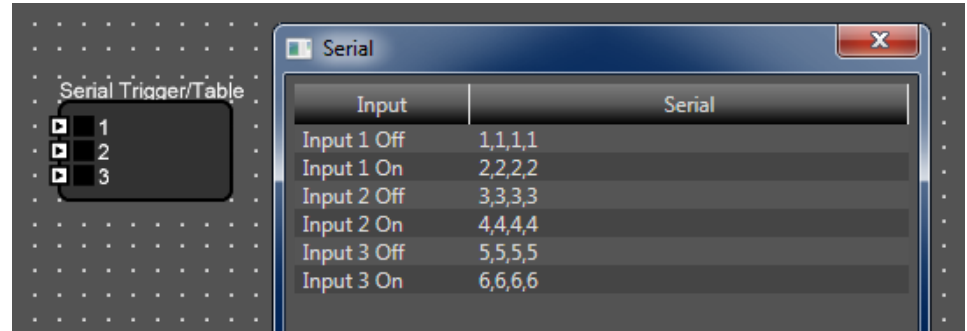 Serial Trigger/Table
1
2
3
Serial
Input Serial
Input 1 Off 1,1,1,1
Input 1 On 2,2,2,2
Input 2 Off 3,3,3,3
Input 2 On 4,4,4,4
Input 3 Off 5,5,5,5
Input 3 On 6,6,6,6